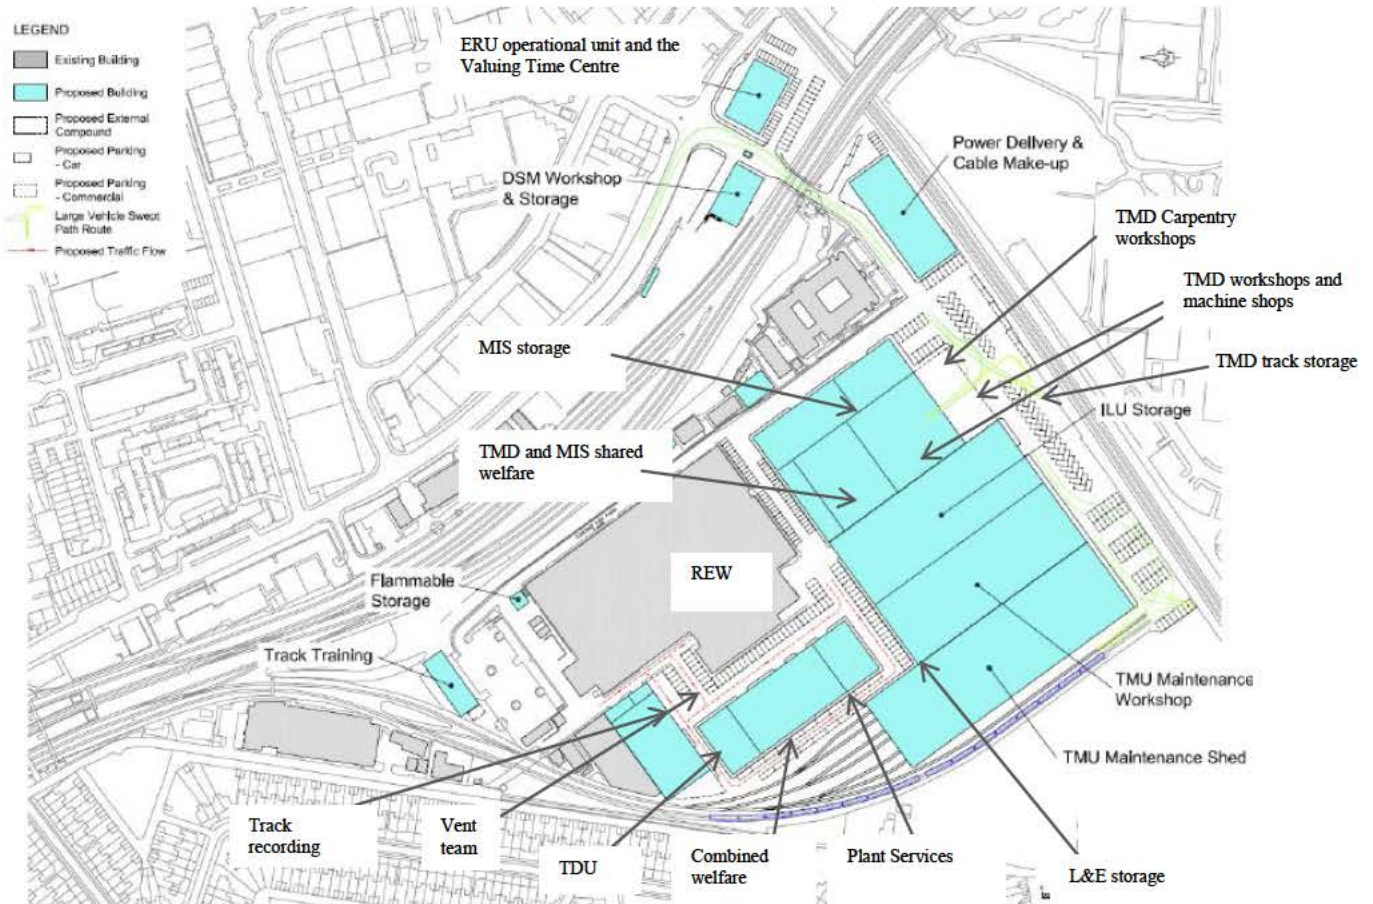 LEGEND
Existing Building
Proposed Building
Proposed External
Compound
Proposed Parking
- Car
Proposed Parking
- Commercial
Large Vehicle Swept
Path Route
Proposed Traffic Flow
ERU operational unit and the
Valuing Time Centre
DSM Workshop
& Storage
Power Delivery &
Cable Make-up
TMD Carpentry
workshops
TMD workshops and
machine shops
MIS storage
TMD track storage
ILU Storage
TMD and MIS shared
welfare
REW
Flammable
Storage
Track Training
TMU Maintenance
Workshop
TMU Maintenance Shed
Track
recording
Vent
team
TDU
Combined
welfare
Plant Services
L&E storage